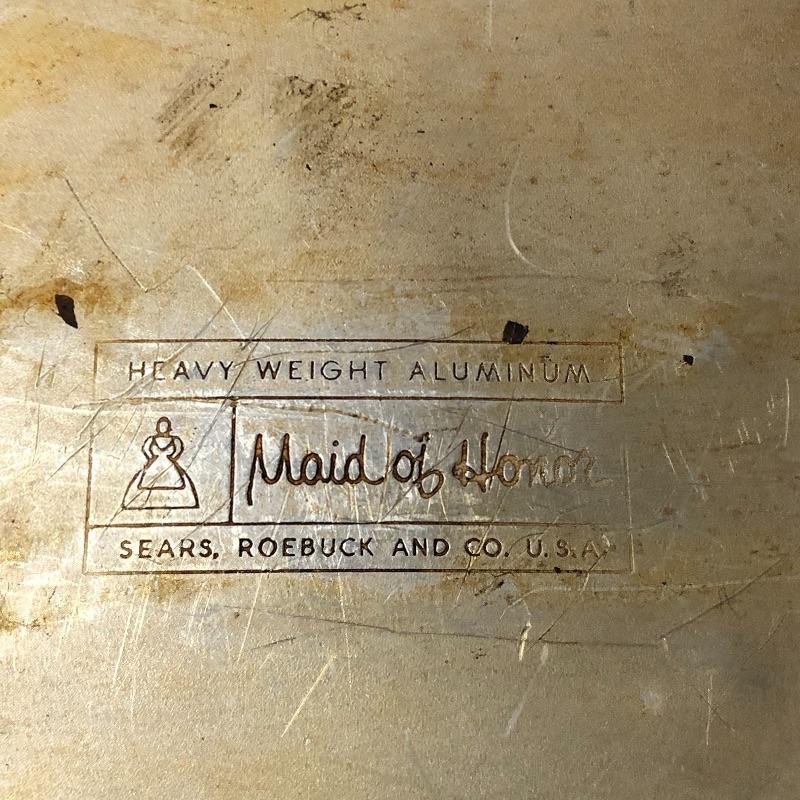 HEAVY WEIGHT ALUMINUM
Maid of Honor
SEARS, ROEBUCK AND CO. U.S.A.